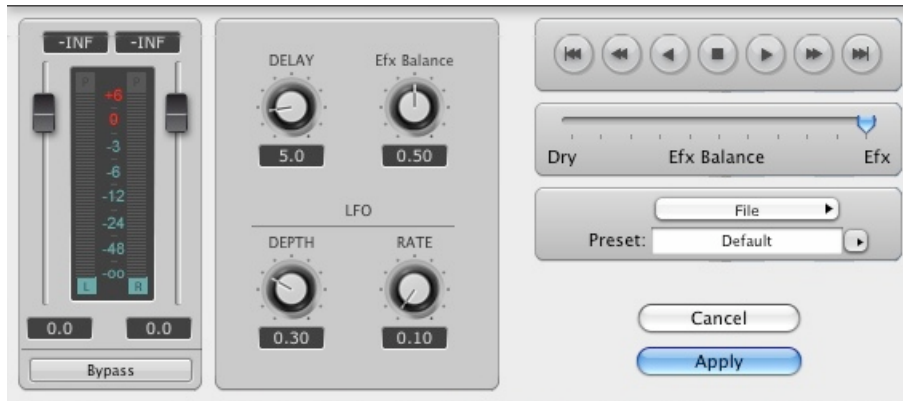 -INF -INF
P P
+6
0
-3
-6
-12
-24
-48
-oo
L R
0.0 0.0
Bypass
DELAY Efx Balance
5.0 0.50
LFO
DEPTH RATE
0.30 0.10
Dry Efx Balance Efx
File
Preset: Default
Cancel
Apply